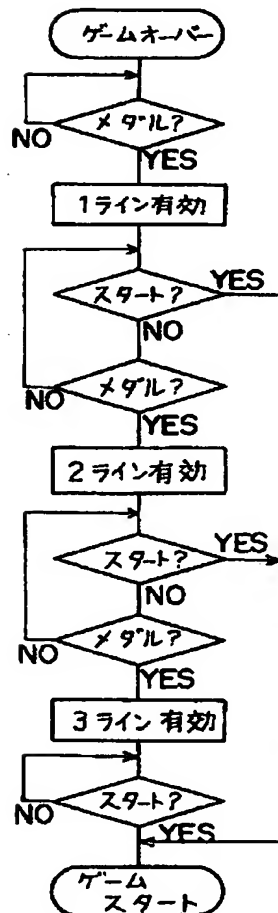 ゲームオーバー
メダル?
NO
YES
1ライン有効
スタート?
YES
NO
メダル?
NO
YES
2ライン有効
スタート?
YES
NO
メダル?
NO
YES
3ライン有効
スタート?
NO
YES
ゲーム
スタート